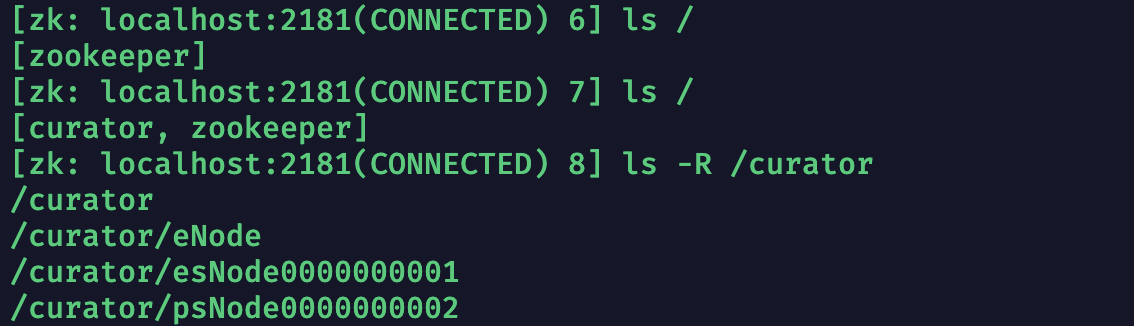 [zk: localhost:2181(CONNECTED) 6] ls /
[zookeeper]
[zk: localhost:2181(CONNECTED) 7] ls /
[curator, zookeeper]
[zk: localhost:2181(CONNECTED) 8] ls -R /curator
/curator
/curator/eNode
/curator/esNode0000000001
/curator/psNode0000000002